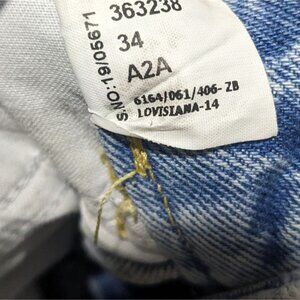 363238
34
A2A
6164/061/406-ZB
LOVISIANA-14
S.NO:19/05671